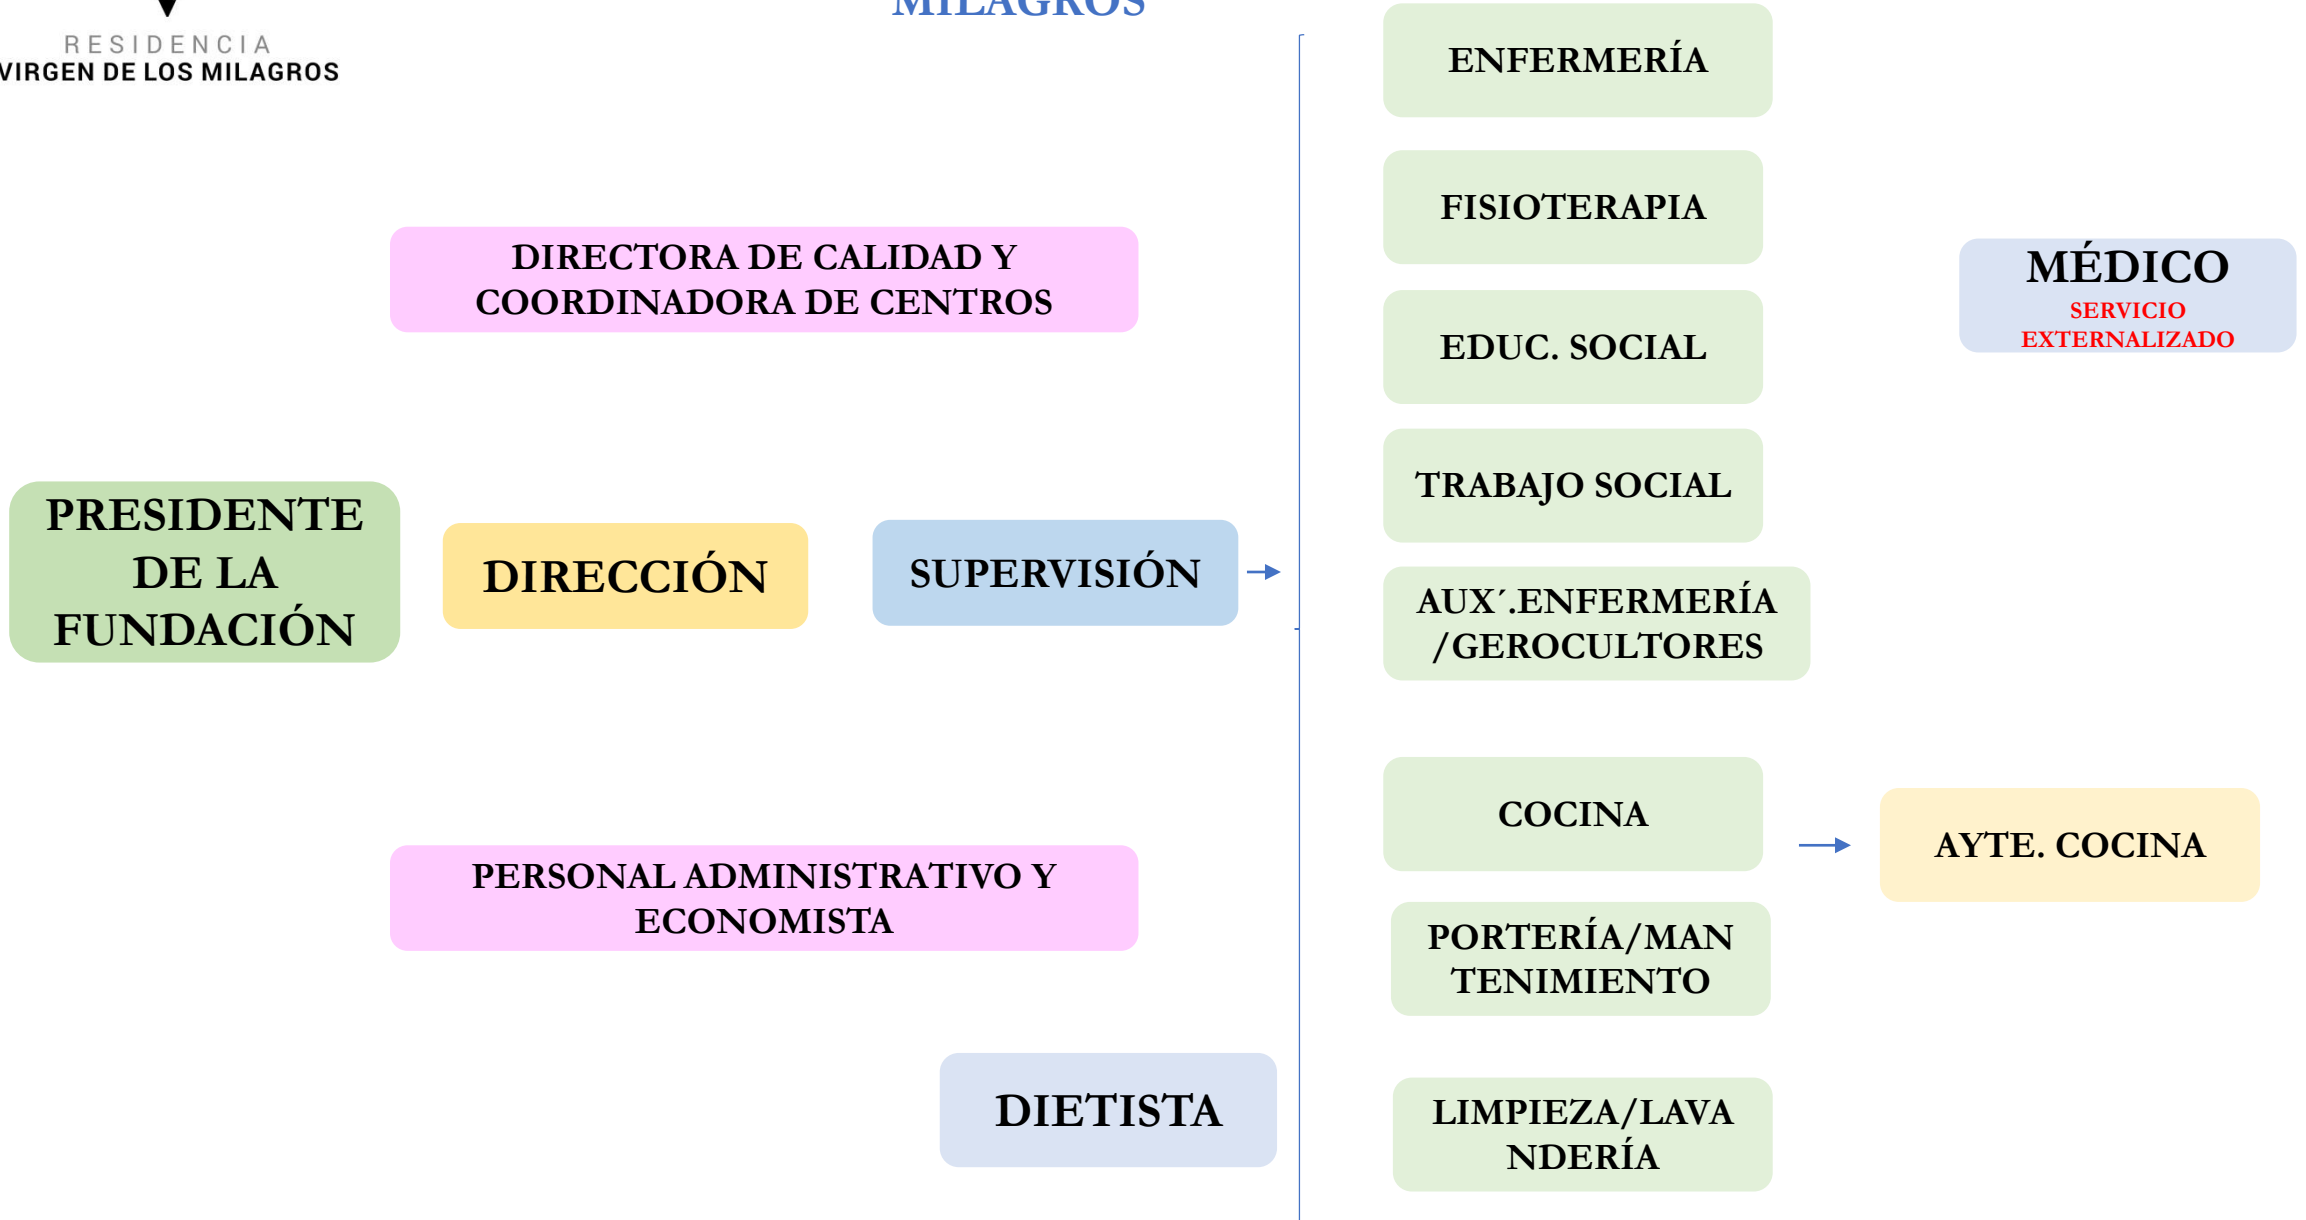 MILAGROS
RESIDENCIA
VIRGEN DE LOS MILAGROS
ENFERMERÍA
FISIOTERAPIA
DIRECTORA DE CALIDAD Y
COORDINADORA DE CENTROS
MÉDICO
SERVICIO
EXTERNALIZADO
EDUC. SOCIAL
TRABAJO SOCIAL
PRESIDENTE
DE LA
FUNDACIÓN
DIRECCIÓN
SUPERVISIÓN
AUX´.ENFERMERÍA
/GEROCULTORES
COCINA
AYTE. COCINA
PERSONAL ADMINISTRATIVO Y
ECONOMISTA
PORTERÍA/MAN
TENIMIENTO
DIETISTA
LIMPIEZA/LAVA
NDERÍA